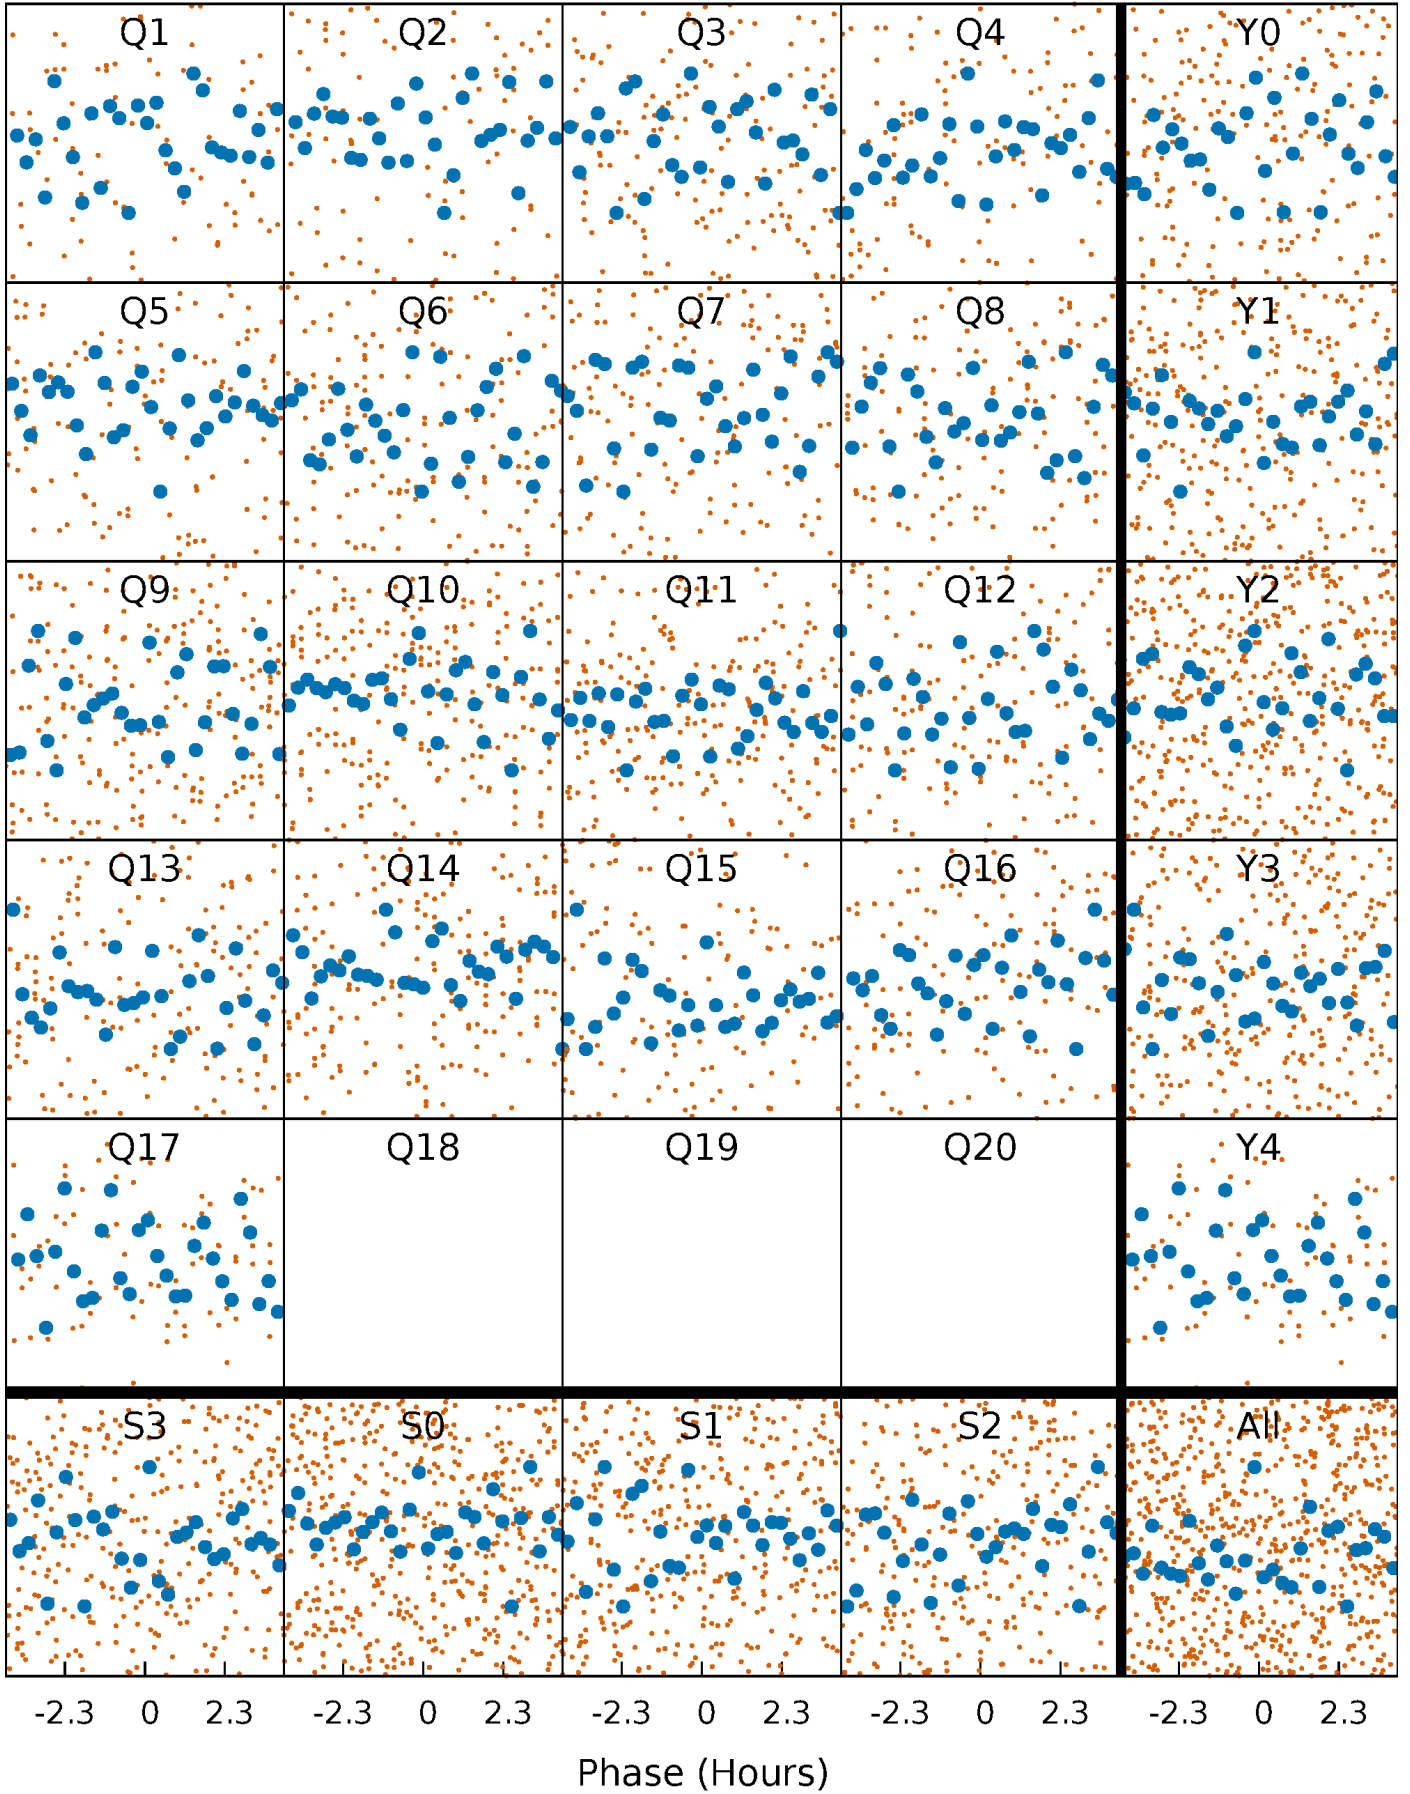 Q1 Q2 Q3 Q4 Y0
Q5 Q6 Q7 Q8 Y1
Q9 Q10 Q11 Q12 Y2
Q13 Q14 Q15 Q16 Y3
Q17 Q18 Q19 Q20 Y4
S3 S0 S1 S2 All
-2.3 0 2.3 -2.3 0 2.3 -2.3 0 2.3 -2.3 0 2.3 -2.3 0 2.3
Phase (Hours)